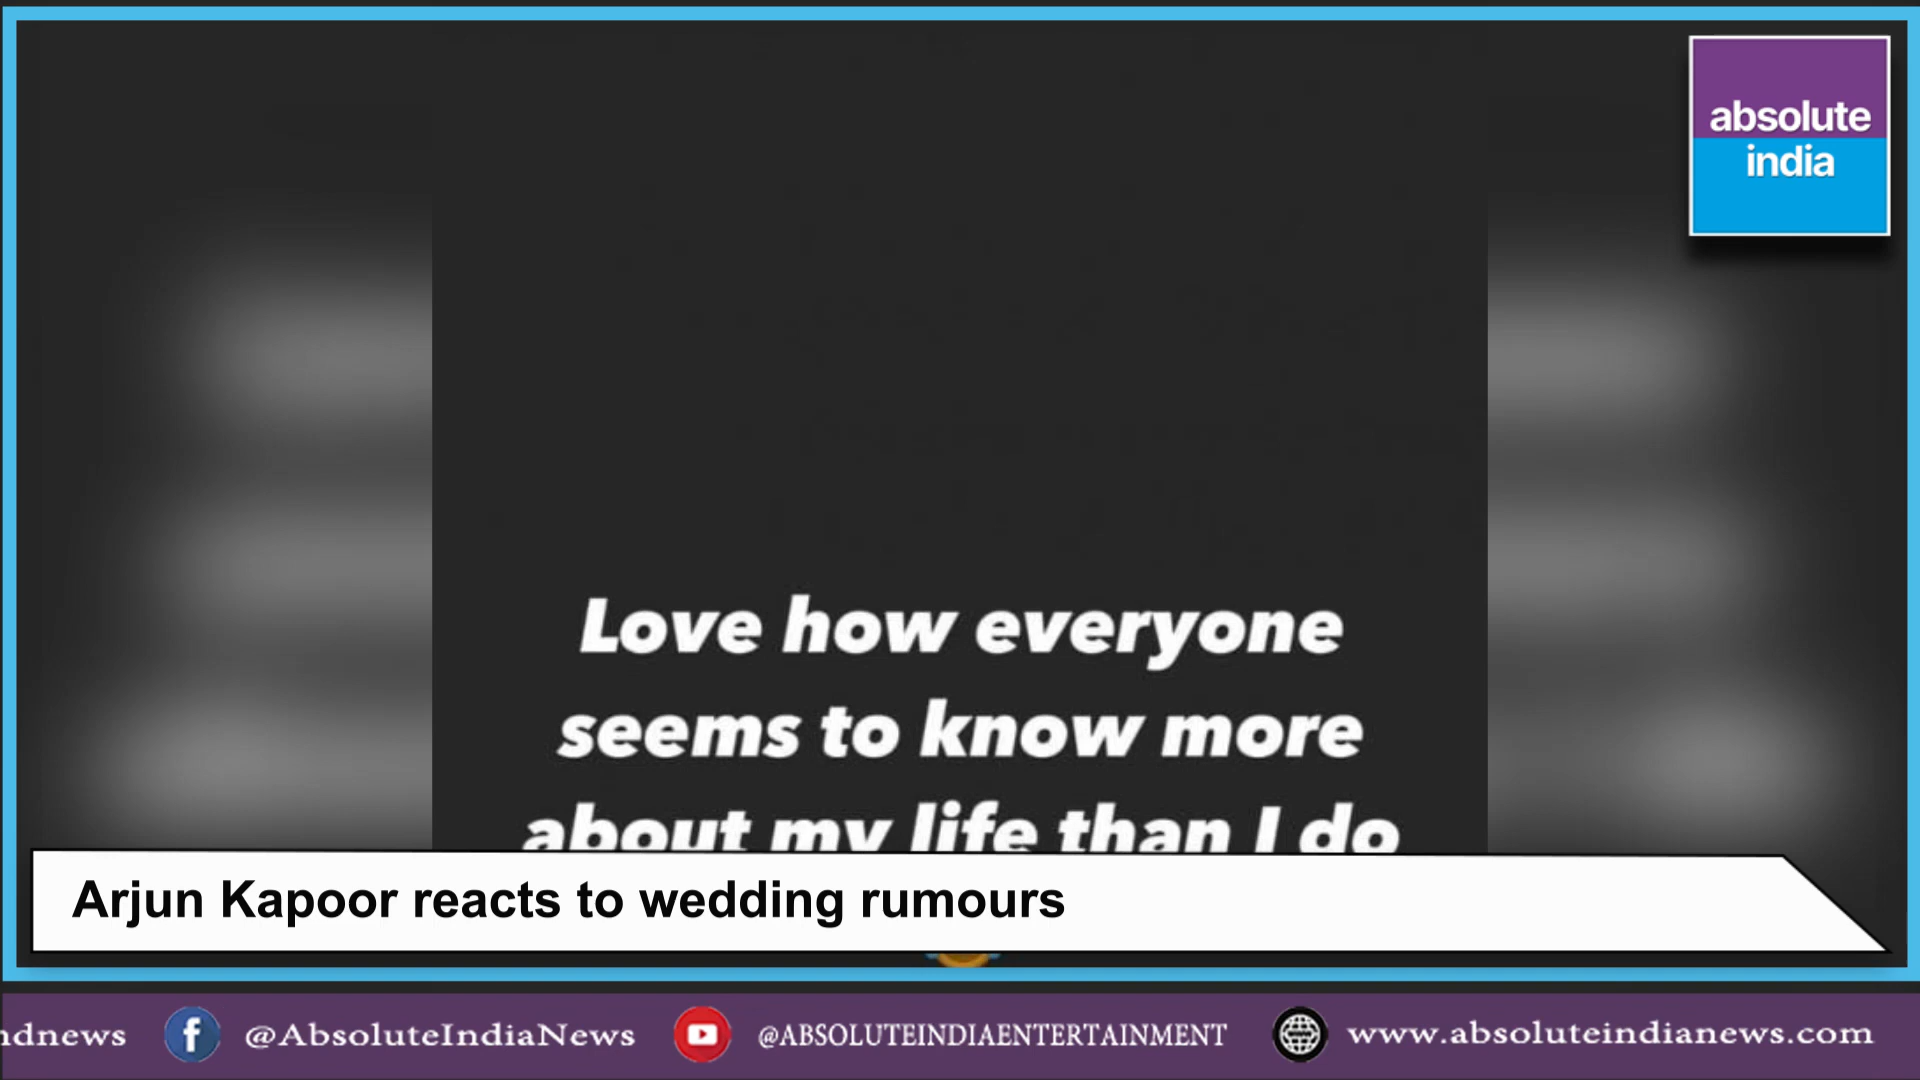 absolute
india
Love how everyone
seems to know more
about my life than I do
Arjun Kapoor reacts to wedding rumours
ndnews @AbsoluteIndiaNews @ABSOLUTEINDIAENTERTAINMENT www.absoluteindianews.com